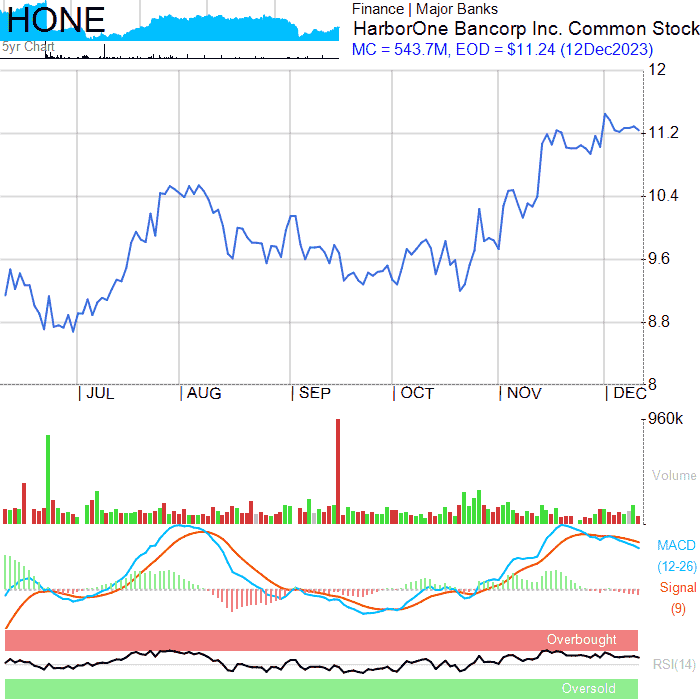 HONE
5yr Chart
Finance | Major Banks
HarborOne Bancorp Inc. Common Stock
MC = 543.7M, EOD = $11.24 (12Dec2023)
12
11.2
10.4
9.6
8.8
8
| JUL | AUG | SEP | OCT | NOV | DEC
960k
Volume
MACD
(12-26)
Signal
(9)
Overbought
RSI(14)
Oversold